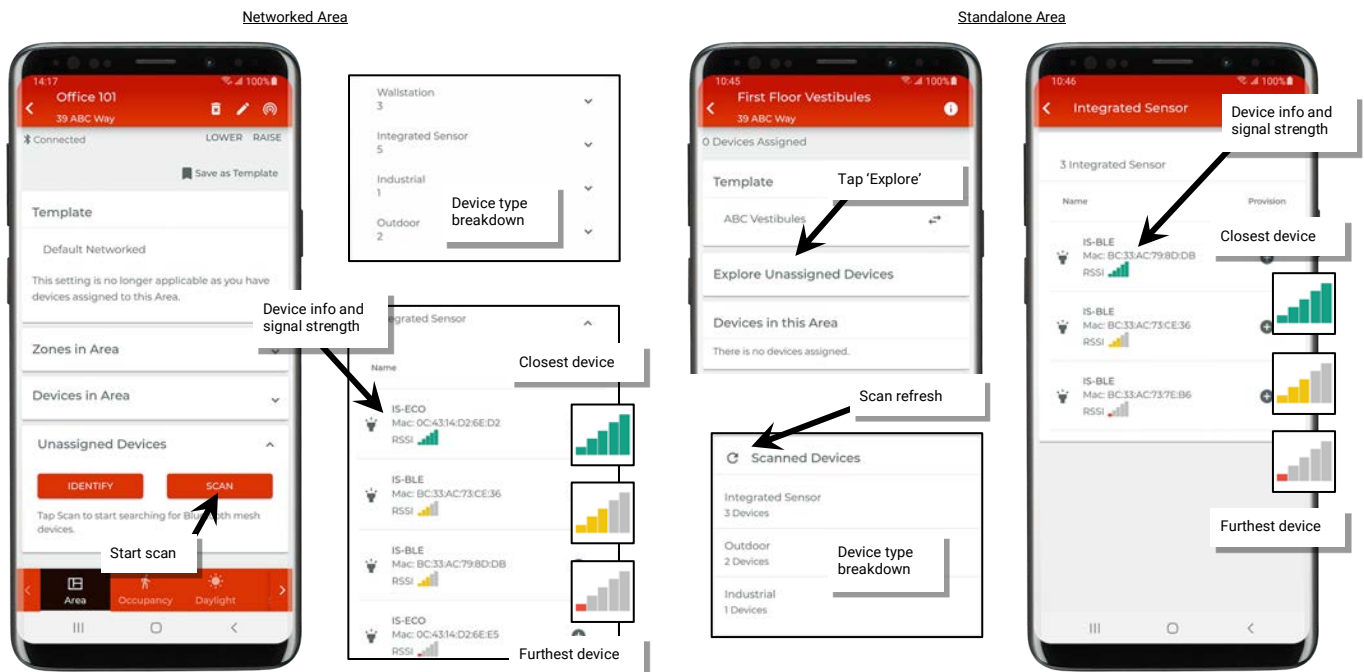 Networked Area
Standalone Area
14:17
100%
Office 101
39 ABC Way
Connected
LOWER RAISE
Save as Template
Template
Default Networked
This setting is no longer applicable as you have
devices assigned to this Area.
Zones in Area
Devices in Area
Unassigned Devices
IDENTIFY
SCAN
Tap Scan to start searching for Bluetooth mesh
devices.
Start scan
Area
Occupancy
Daylight
Wallstation
3
Integrated Sensor
5
Industrial
1
Outdoor
2
Device type
breakdown
Device info and
signal strength
Integrated Sensor
Name
Closest device
IS-ECO
Mac: 0C:43:14:D2:6E:D2
RSSI
IS-BLE
Mac: BC:33:AC:73:CE:36
RSSI
IS-BLE
Mac: BC:33:AC:79:8D:DB
RSSI
IS-ECO
Mac: 0C:43:14:D2:6E:E5
RSSI
Furthest device
10:45
100%
First Floor Vestibules
39 ABC Way
0 Devices Assigned
Template
Tap ‘Explore’
ABC Vestibules
Explore Unassigned Devices
Devices in this Area
There is no devices assigned.
Scan refresh
Scanned Devices
Integrated Sensor
3 Devices
Outdoor
2 Devices
Industrial
1 Devices
Device type
breakdown
10:46
100%
Integrated Sensor
Device info and
signal strength
3 Integrated Sensor
Name
Provision
Closest device
IS-BLE
Mac: BC:33:AC:79:8D:DB
RSSI
IS-BLE
Mac: BC:33:AC:73:CE:36
RSSI
IS-BLE
Mac: BC:33:AC:73:7E:B6
RSSI
Furthest device